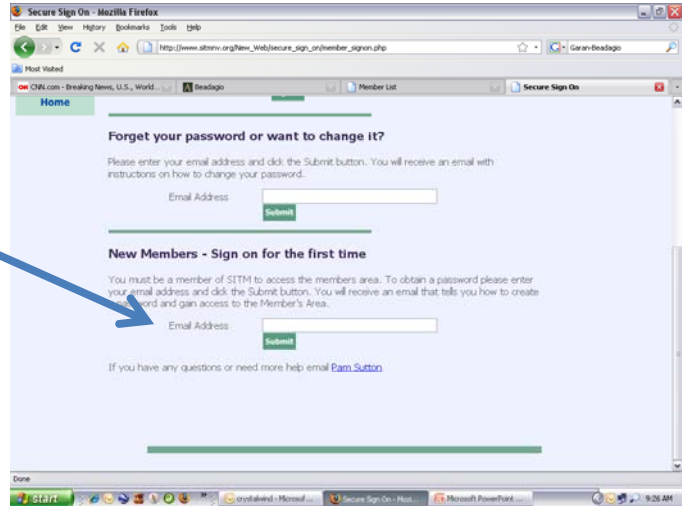 Secure Sign On - Mozilla Firefox
File Edit View History Bookmarks Tools Help
http://www.sitmnv.org/New_Web/secure_sign_on/member_signon.php
Garan-Beadagio
Most Visited
CNN.com - Breaking News, U.S., World...
Beadagio
Member List
Secure Sign On
Home
Forget your password or want to change it?
Please enter your email address and click the Submit button. You will receive an email with
instructions on how to change your password.
Email Address
Submit
New Members - Sign on for the first time
You must be a member of SITM to access the members area. To obtain a password please enter
your email address and click the Submit button. You will receive an email that tells you how to create
password and gain access to the Member's Area.
Email Address
Submit
If you have any questions or need more help email Pam Sutton
Done
start
crystalwind - Microsof...
Secure Sign On - Moz...
Microsoft PowerPoint ...
9:26 AM